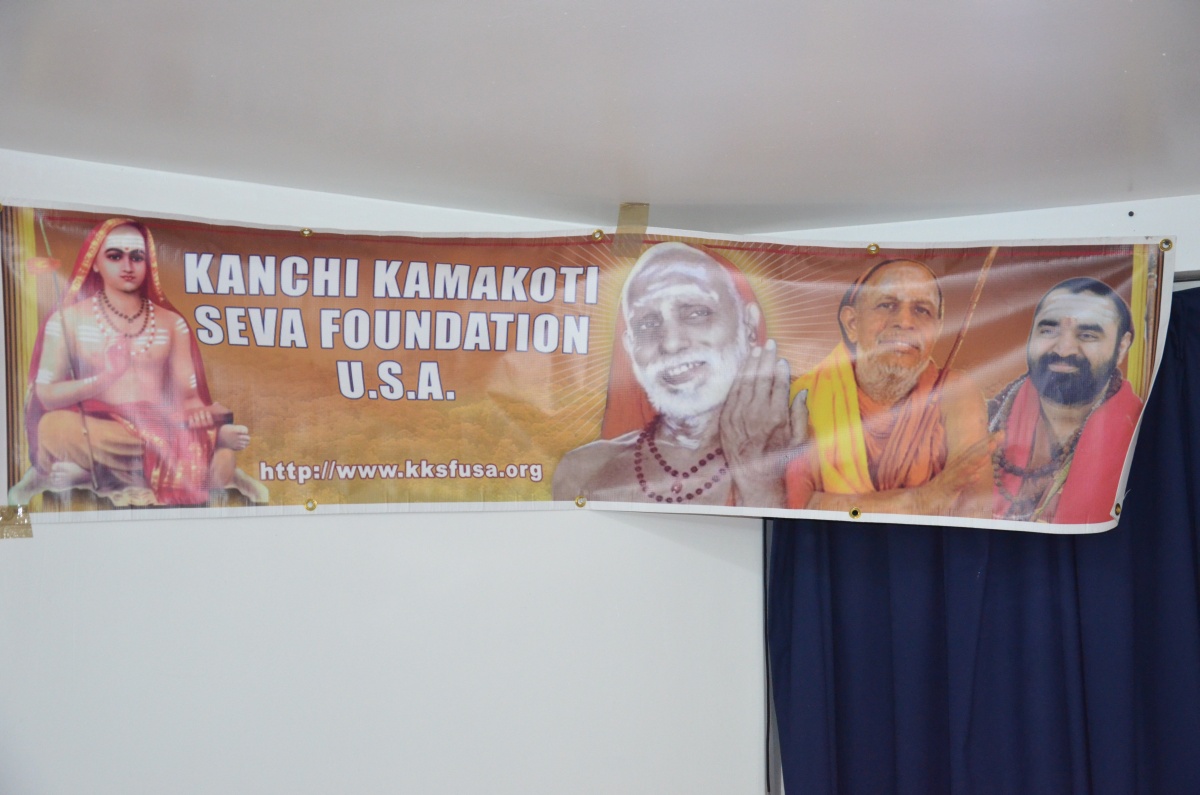 KANCHI KAMAKOTI
SEVA FOUNDATION
U.S.A.
http://www.kksfusa.org